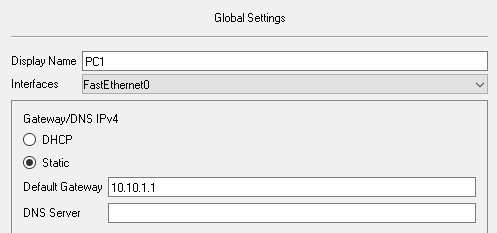 Global Settings
Display Name PC1
Interfaces FastEthernet0
Gateway/DNS IPv4
DHCP
Static
Default Gateway 10.10.1.1
DNS Server